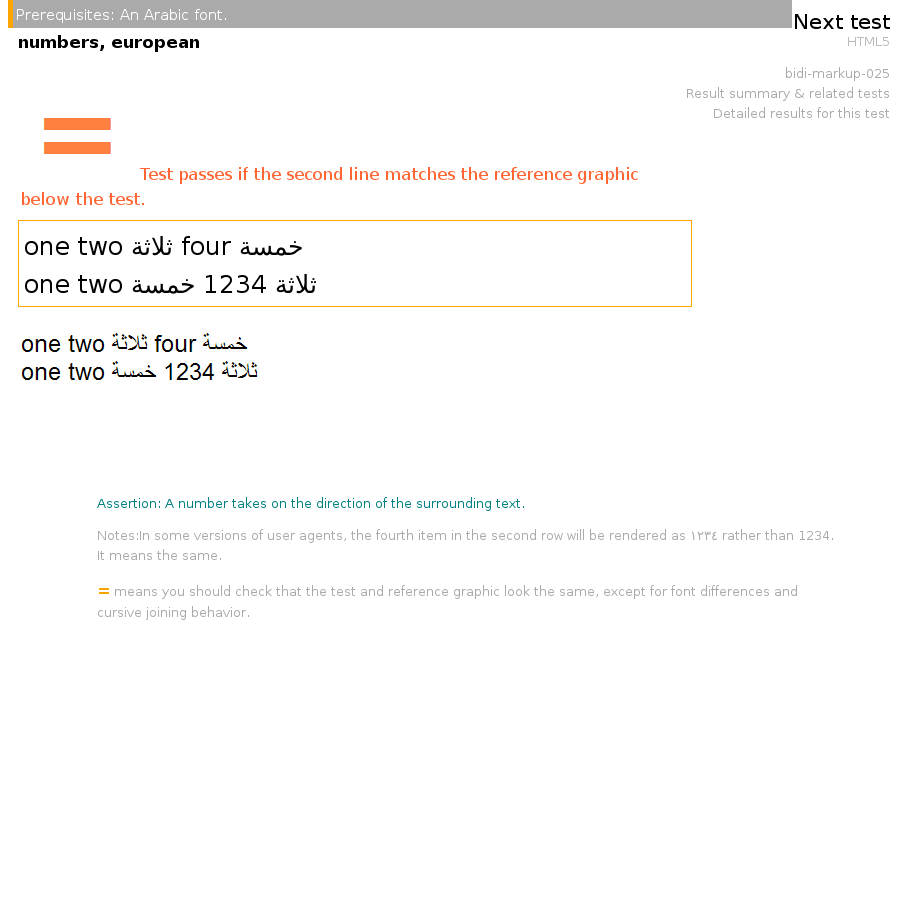 Prerequisites: An Arabic font.
Next test
numbers, european
HTML5
bidi-markup-025
Result summary & related tests
Detailed results for this test
=
Test passes if the second line matches the reference graphic
below the test.
one two ثلاثة four خمسة
one two ثلاثة 1234 خمسة
one two ثلاثة four خمسة
one two ثلاثة 1234 خمسة
Assertion: A number takes on the direction of the surrounding text.
Notes:In some versions of user agents, the fourth item in the second row will be rendered as ١٢٣٤ rather than 1234.
It means the same.
= means you should check that the test and reference graphic look the same, except for font differences and
cursive joining behavior.